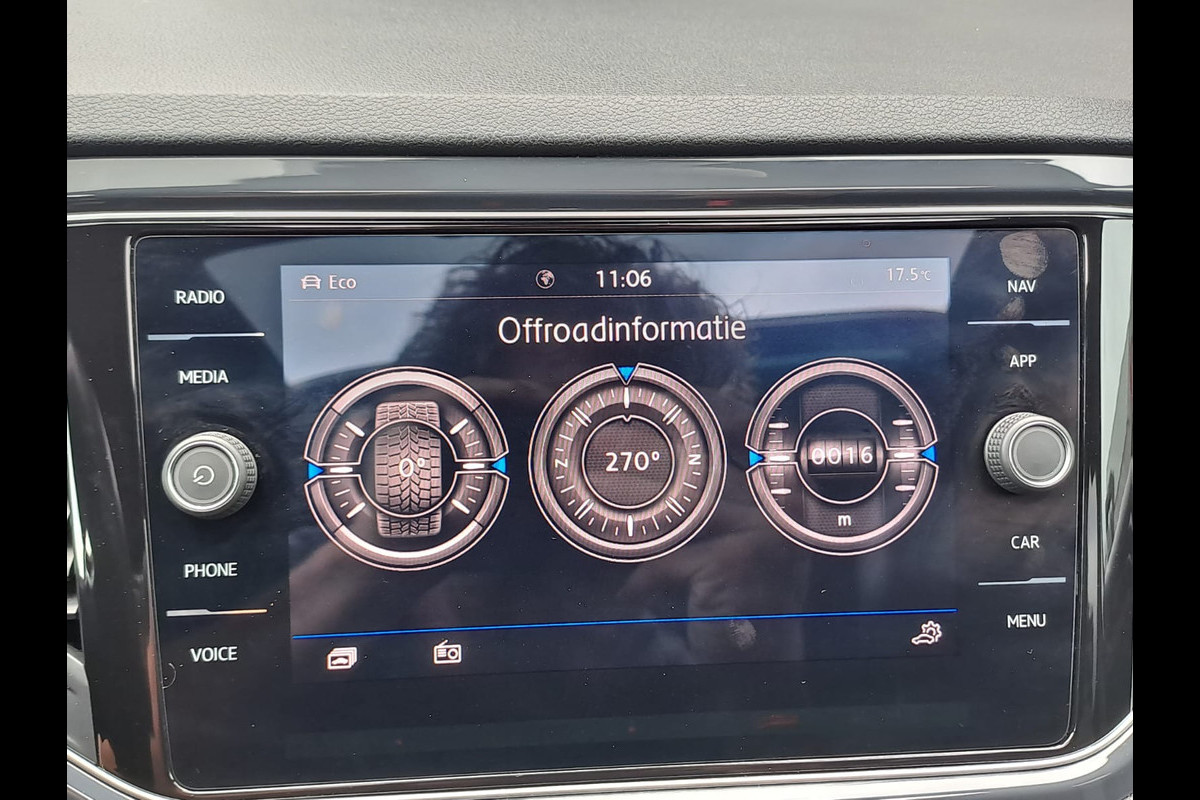 RADIO
MEDIA
PHONE
VOICE
Eco
11:06
17.5°C
Offroadinformatie
0°
270°
Z
N
0016
m
NAV
APP
CAR
MENU